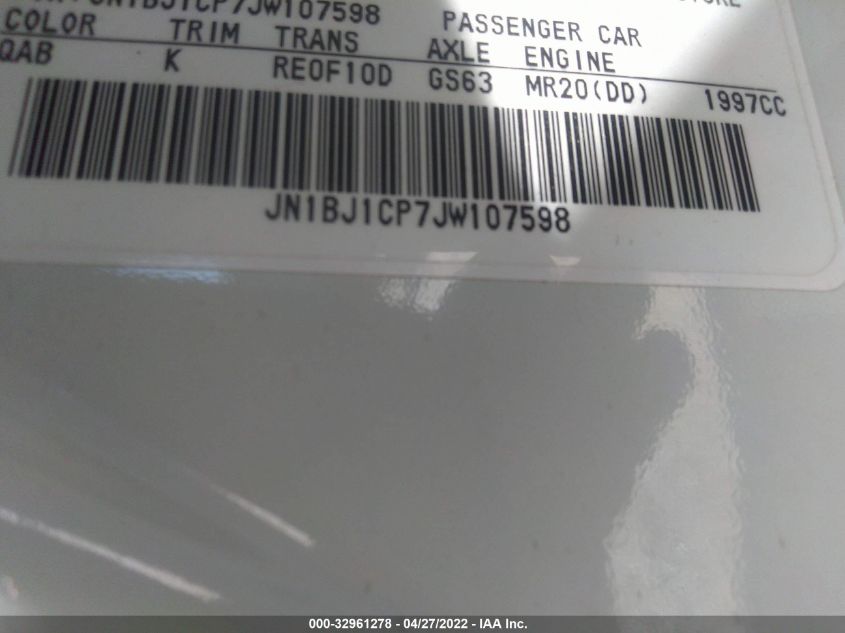 JN1BJ1CP7JW107598 PASSENGER CAR
COLOR TRIM TRANS AXLE ENGINE
QAB K RE0F10D GS63 MR20(DD) 1997CC
JN1BJ1CP7JW107598
000-32961278 - 04/27/2022 - IAA Inc.